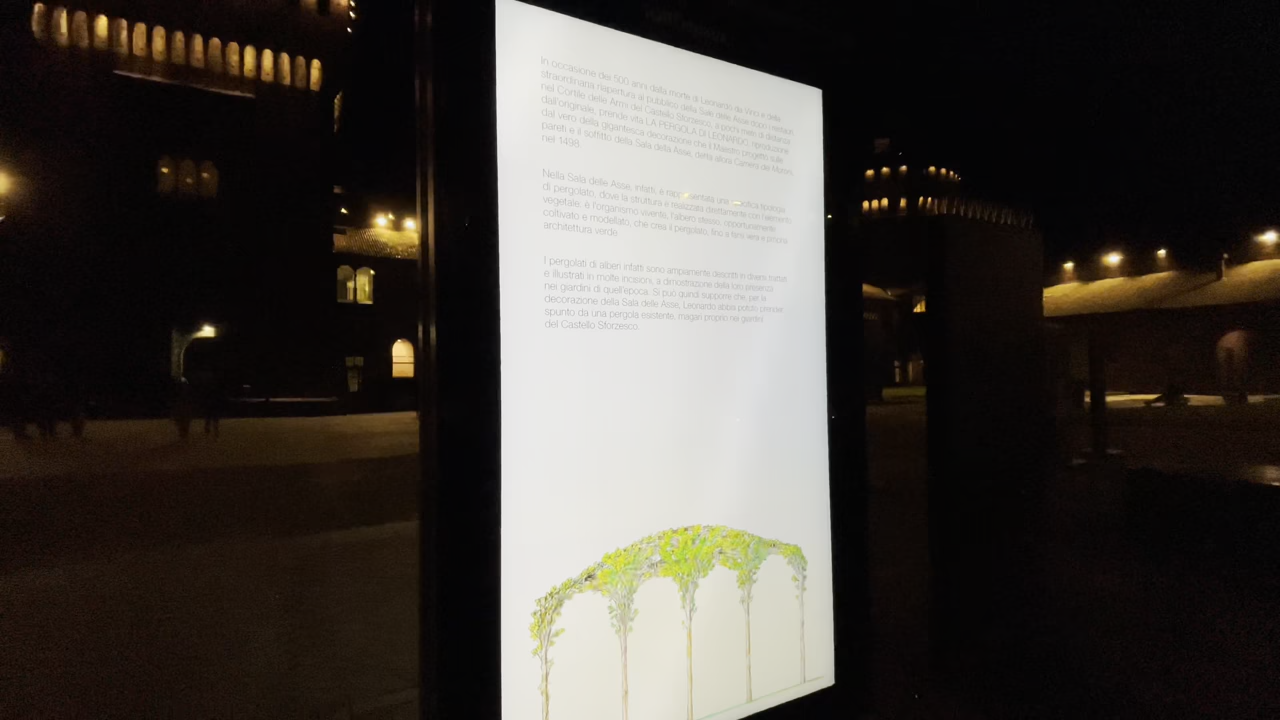 In occasione dei 500 anni dalla morte di Leonardo da Vinci e della
straordinaria riapertura al pubblico della Sala delle Asse dopo i restauri,
nel Cortile delle Armi del Castello Sforzesco, a pochi metri di distanza
dall'originale, prende vita LA PERGOLA DI LEONARDO, riproduzione
dal vero della gigantesca decorazione che il Maestro progettò sulle
pareti e il soffitto della Sala delle Asse, detta allora Camera dei Moroni,
nel 1498.
Nella Sala delle Asse, infatti, è rappresentata una specifica tipologia
di pergolato, dove la struttura è realizzata direttamente con l'elemento
vegetale: è l'organismo vivente, l'albero stesso, opportunamente
coltivato e modellato, che crea il pergolato, fino a farsi vera e propria
architettura verde.
I pergolati di alberi infatti sono ampiamente descritti in diversi trattati
e illustrati in molte incisioni, a dimostrazione della loro presenza
nei giardini di quell'epoca. Si può quindi supporre che, per la
decorazione della Sala delle Asse, Leonardo abbia potuto prendere
spunto da una pergola esistente, magari proprio nei giardini
del Castello Sforzesco.